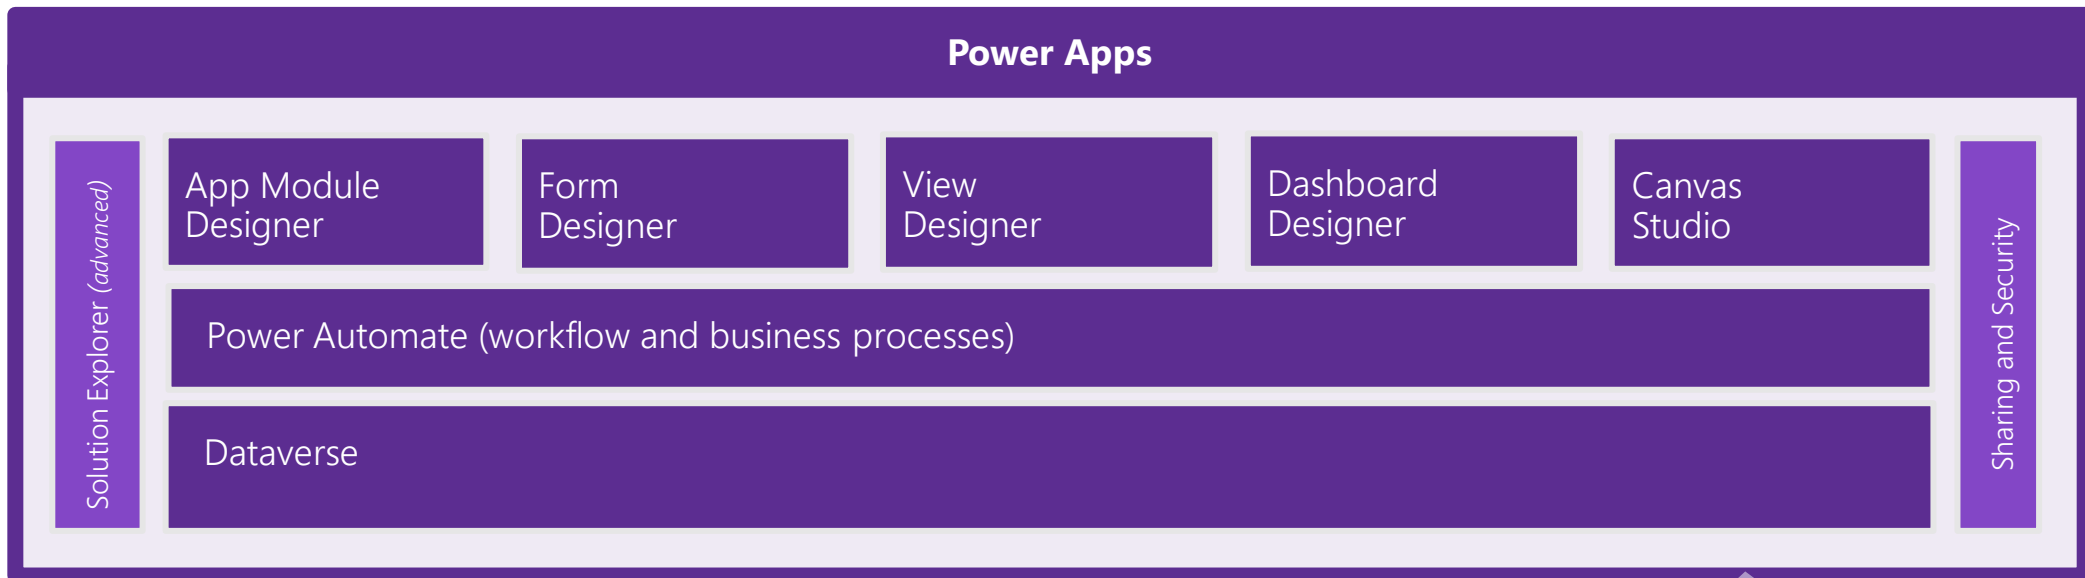 Power Apps
Solution Explorer (advanced)
App Module
Designer
Form
Designer
View
Designer
Dashboard
Designer
Canvas
Studio
Power Automate (workflow and business processes)
Dataverse
Sharing and Security